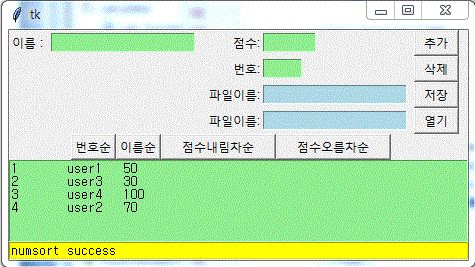 tk
이름 : 점수: 추가
번호: 삭제
파일이름: 저장
파일이름: 열기
번호순 이름순 점수내림차순 점수오름차순
1 user1 50
2 user3 30
3 user4 100
4 user2 70
numsort success